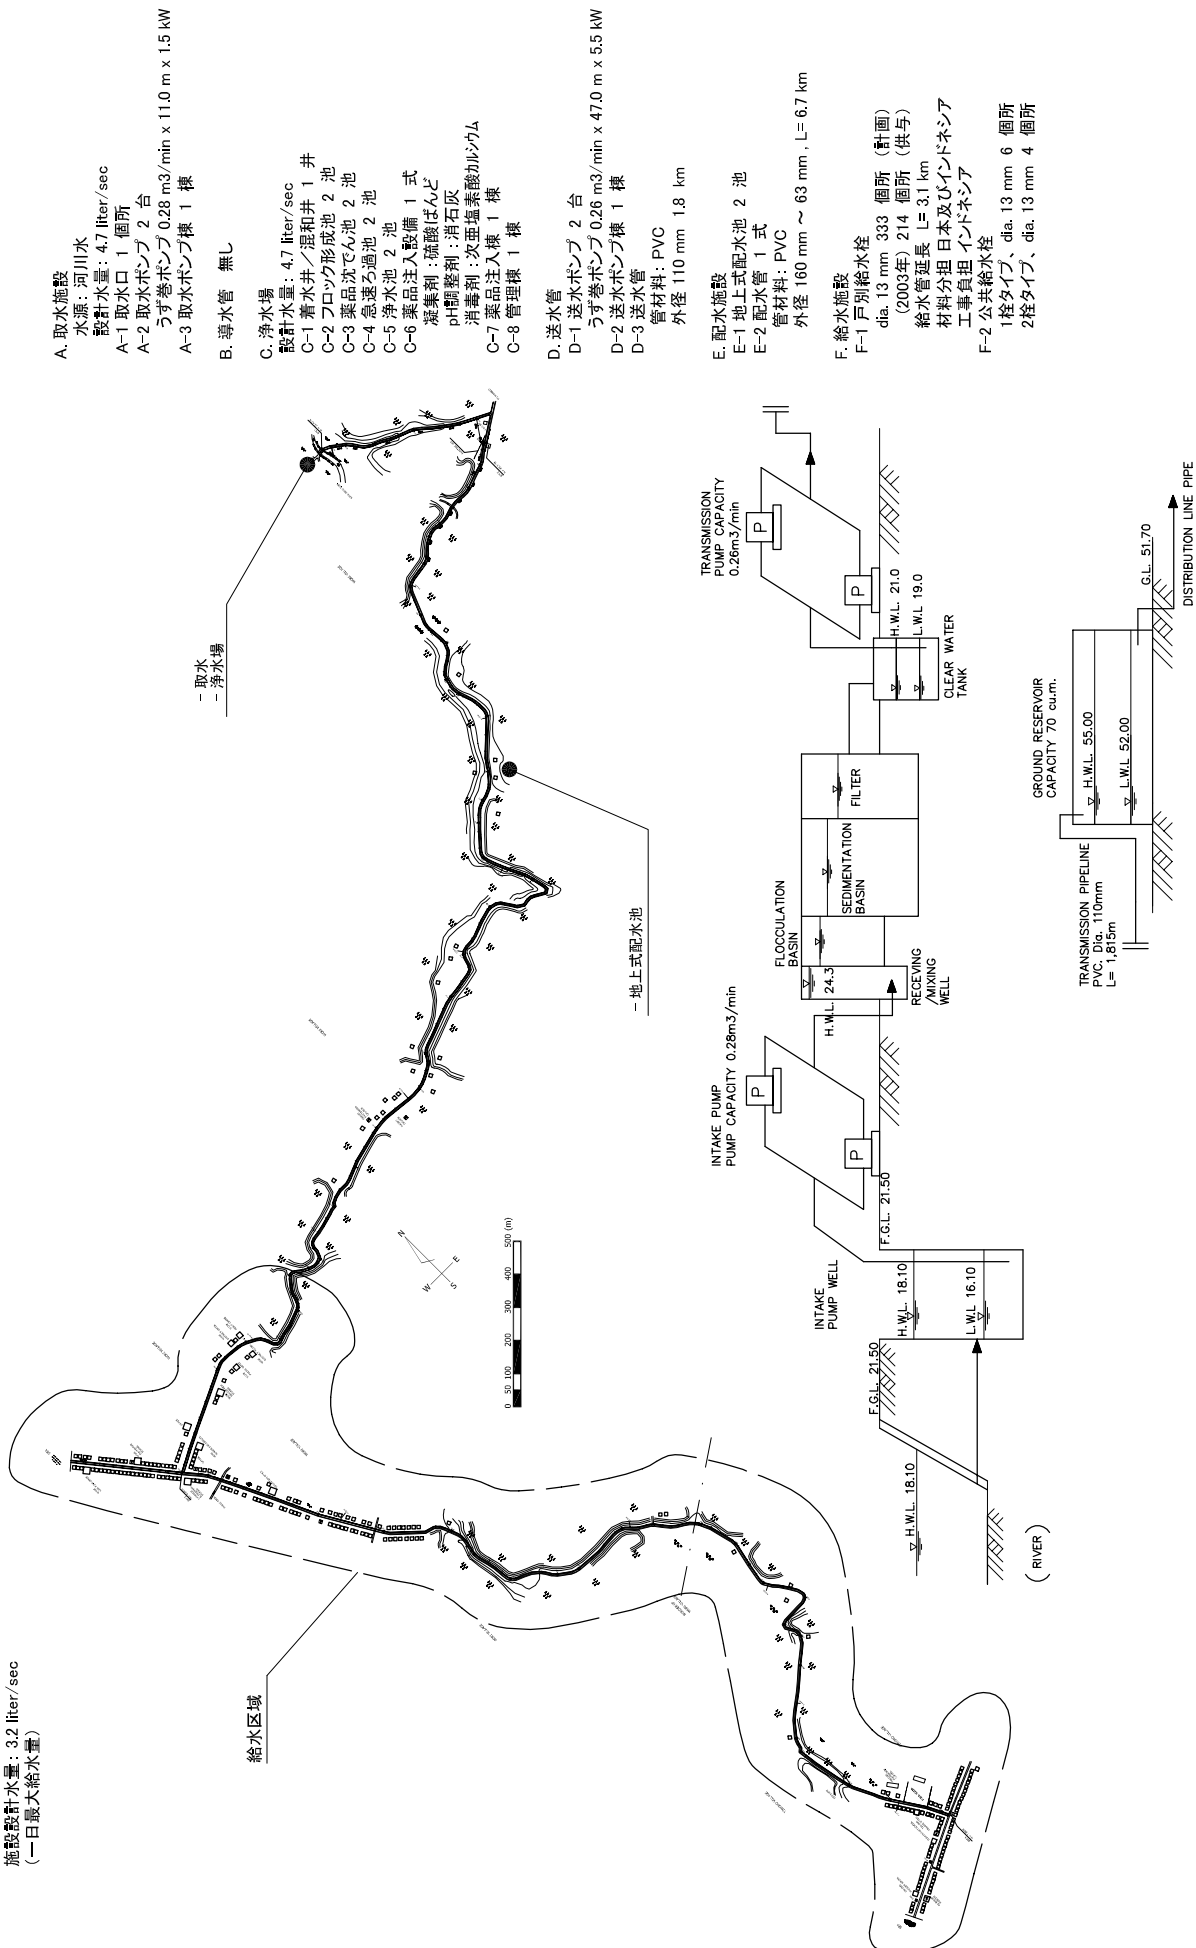 施設設計水量: 3.2 liter/sec
(一日最大給水量)
A. 取水施設
水源: 河川水
設計水量: 4.7 liter/sec
A-1 取水口 1 個所
A-2 取水ポンプ 2 台
うず巻ポンプ 0.28 m3/min x 11.0 m x 1.5 kW
A-3 取水ポンプ棟 1 棟
B. 導水管 無し
C. 浄水場
設計水量: 4.7 liter/sec
C-1 着水井/混和井 1 井
C-2 フロック形成池 2 池
C-3 薬品沈でん池 2 池
C-4 急速ろ過池 2 池
C-5 浄水池 2 池
C-6 薬品注入設備 1 式
凝集剤: 硫酸ばんど
pH調整剤: 消石灰
消毒剤: 次亜塩素酸カルシウム
C-7 薬品注入棟 1 棟
C-8 管理棟 1 棟
D. 送水管
D-1 送水ポンプ 2 台
うず巻ポンプ 0.26 m3/min x 47.0 m x 5.5 kW
D-2 送水ポンプ棟 1 棟
D-3 送水管
管材料: PVC
外径 110 mm 1.8 km
E. 配水施設
E-1 地上式配水池 2 池
E-2 配水管 1 式
管材料: PVC
外径 160 mm ~ 63 mm , L= 6.7 km
F. 給水施設
F-1 戸別給水栓
dia. 13 mm 333 個所 (計画)
(2003年) 214 個所 (供与)
給水管延長 L= 3.1 km
材料分担 日本及びインドネシア
工事負担 インドネシア
F-2 公共給水栓
1栓タイプ、dia. 13 mm 6 個所
2栓タイプ、dia. 13 mm 4 個所
- 取水
- 浄水場
- 地上式配水池
給水区域
N
E
S
W
0 50 100 200 300 400 500 (m)
(RIVER)
H.W.L. 18.10
F.G.L. 21.50
INTAKE
PUMP WELL
H.W.L. 18.10
L.W.L 16.10
F.G.L. 21.50
INTAKE PUMP
PUMP CAPACITY 0.28m3/min
P
P
H.W.L. 24.3
RECEVING
/MIXING
WELL
FLOCCULATION
BASIN
SEDIMENTATION
BASIN
FILTER
CLEAR WATER
TANK
H.W.L. 21.0
L.W.L 19.0
TRANSMISSION
PUMP CAPACITY
0.26m3/min
P
P
TRANSMISSION PIPELINE
PVC. Dia. 110mm
L= 1,815m
GROUND RESERVOIR
CAPACITY 70 cu.m.
H.W.L. 55.00
L.W.L 52.00
G.L. 51.70
DISTRIBUTION LINE PIPE